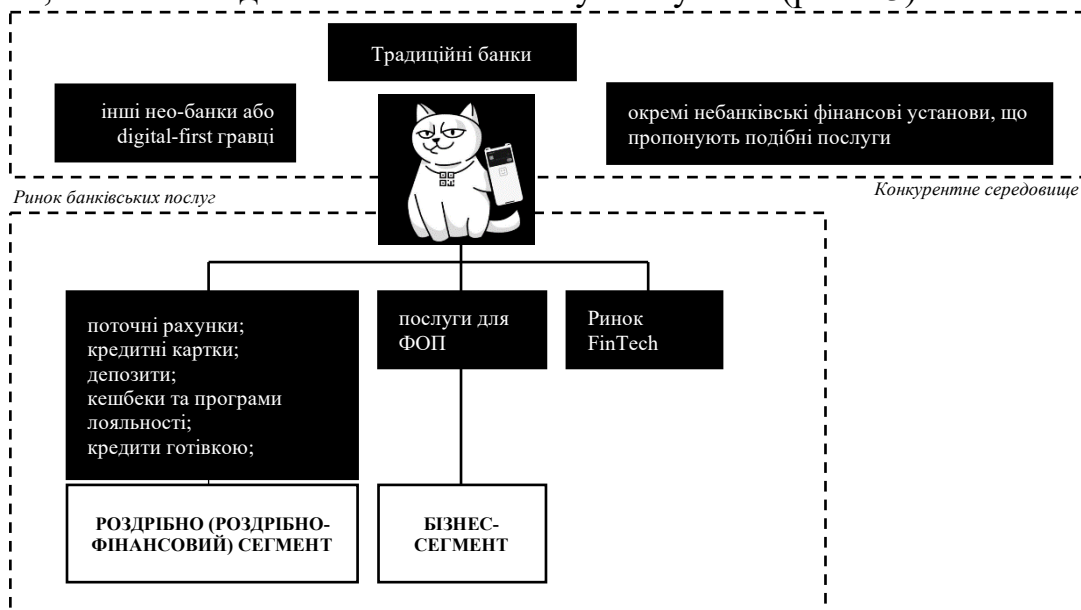 Традиційні банки
інші нео-банки або
digital-first гравці
окремі небанківські фінансові установи, що
пропонують подібні послуги
Ринок банківських послуг
Конкурентне середовище
поточні рахунки;
кредитні картки;
депозити;
кешбеки та програми
лояльності;
кредити готівкою;
послуги для
ФОП
Ринок
FinTech
РОЗДРІБНО (РОЗДРІБНО-
ФІНАНСОВИЙ) СЕГМЕНТ
БІЗНЕС-
СЕГМЕНТ